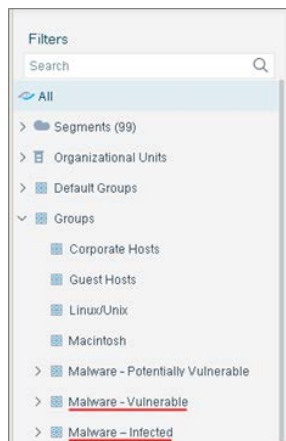 Filters
Search
All
Segments (99)
Organizational Units
Default Groups
Groups
Corporate Hosts
Guest Hosts
Linux/Unix
Macintosh
Malware - Potentially Vulnerable
Malware - Vulnerable
Malware – Infected